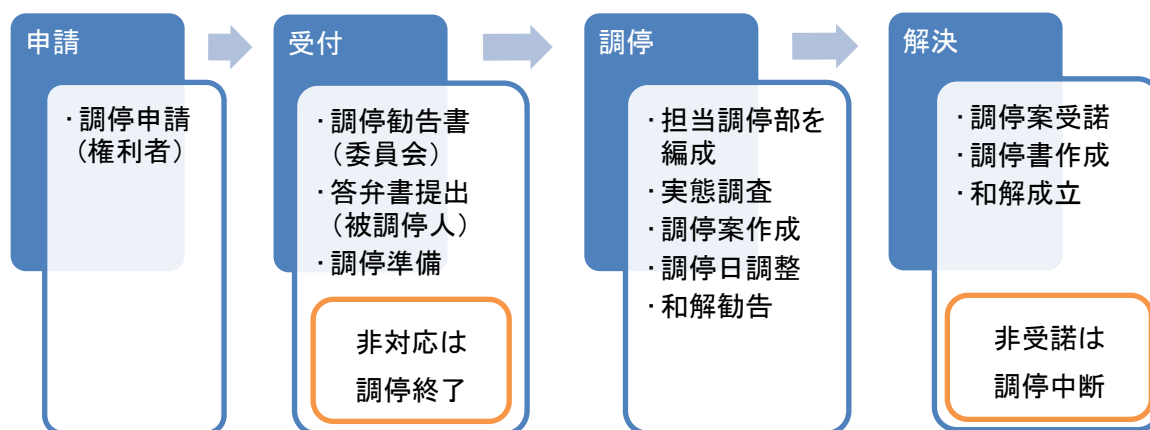 申請
・調停申請
（権利者）
受付
・調停勧告書
（委員会）
・答弁書提出
（被調停人）
・調停準備
非対応は
調停終了
調停
・担当調停部を
編成
・実態調査
・調停案作成
・調停日調整
・和解勧告
解決
・調停案受諾
・調停書作成
・和解成立
非受諾は
調停中断